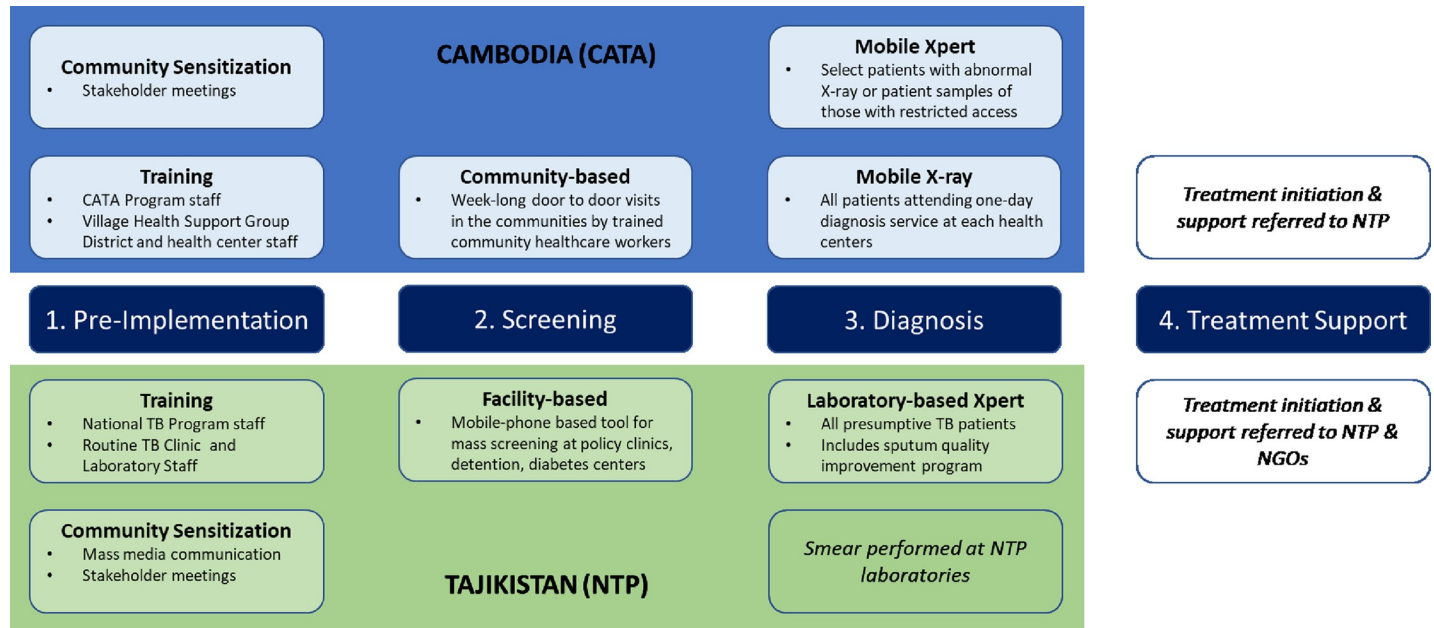 CAMBODIA (CATA)
Community Sensitization
• Stakeholder meetings
Mobile Xpert
• Select patients with abnormal
X-ray or patient samples of
those with restricted access
Training
• CATA Program staff
• Village Health Support Group
District and health center staff
Community-based
• Week-long door to door visits
in the communities by trained
community healthcare workers
Mobile X-ray
• All patients attending one-day
diagnosis service at each health
centers
Treatment initiation &
support referred to NTP
1. Pre-Implementation
2. Screening
3. Diagnosis
4. Treatment Support
Training
• National TB Program staff
• Routine TB Clinic and
Laboratory Staff
Facility-based
• Mobile-phone based tool for
mass screening at policy clinics,
detention, diabetes centers
Laboratory-based Xpert
• All presumptive TB patients
• Includes sputum quality
improvement program
Treatment initiation &
support referred to NTP &
NGOs
Community Sensitization
• Mass media communication
• Stakeholder meetings
Smear performed at NTP
laboratories
TAJIKISTAN (NTP)